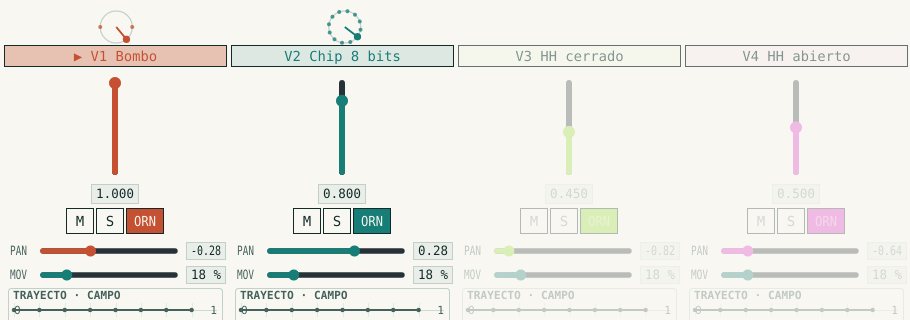 ▶ V1 Bombo
V2 Chip 8 bits
V3 HH cerrado
V4 HH abierto
1.000
0.800
0.450
0.500
M S ORN
M S ORN
M S ORN
M S ORN
PAN -0.28
PAN 0.28
PAN -0.82
PAN -0.64
MOV 18 %
MOV 18 %
MOV 18 %
MOV 18 %
TRAYECTO · CAMPO
TRAYECTO · CAMPO
TRAYECTO · CAMPO
TRAYECTO · CAMPO
0 1
0 1
0 1
0 1